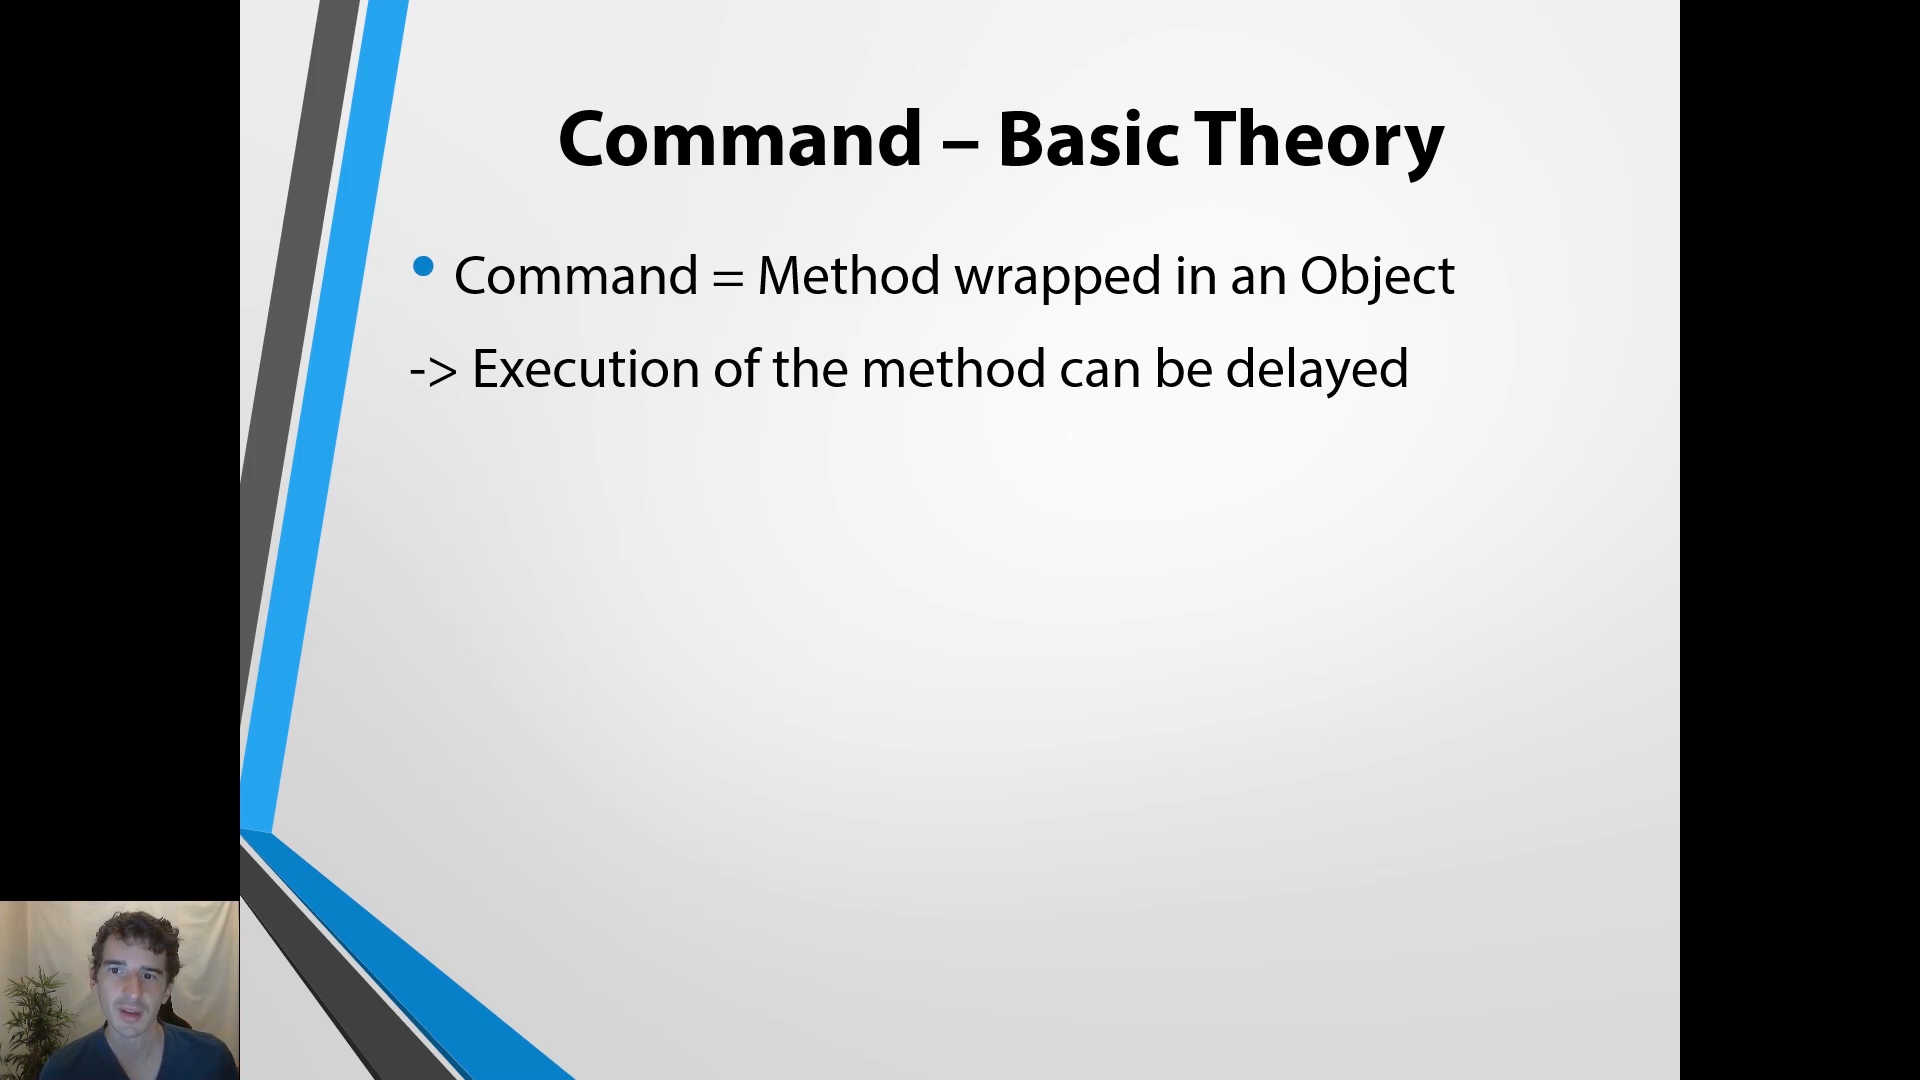 Command – Basic Theory
• Command = Method wrapped in an Object
-> Execution of the method can be delayed